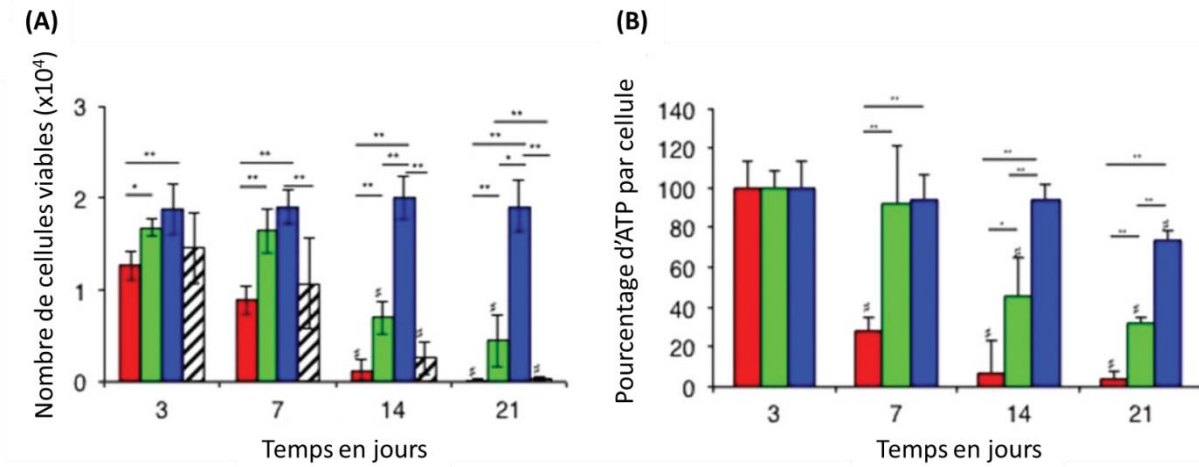 (A)
Nombre de cellules viables (x10⁴)
3
2
1
0
** ** ** **
* ** ** ** ** ** * **
** **
♯ ♯ ♯ ♯ ♯
3 7 14 21
Temps en jours
(B)
Pourcentage d'ATP par cellule
140
120
100
80
60
40
20
0
** ** ** **
** * ** ** **
♯ ♯ ♯ ♯ ♯ ♯
3 7 14 21
Temps en jours